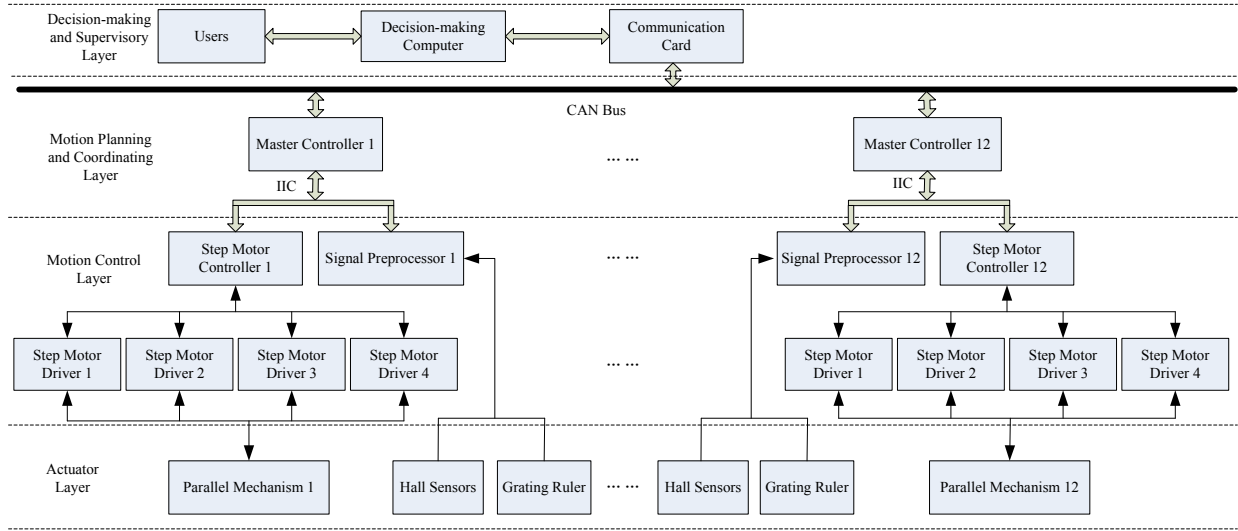 Decision-making
and Supervisory
Layer
Users
Decision-making
Computer
Communication
Card
CAN Bus
Motion Planning
and Coordinating
Layer
Master Controller 1
... ...
Master Controller 12
IIC
IIC
Motion Control
Layer
Step Motor
Controller 1
Signal Preprocessor 1
... ...
Signal Preprocessor 12
Step Motor
Controller 12
Step Motor
Driver 1
Step Motor
Driver 2
Step Motor
Driver 3
Step Motor
Driver 4
... ...
Step Motor
Driver 1
Step Motor
Driver 2
Step Motor
Driver 3
Step Motor
Driver 4
Actuator
Layer
Parallel Mechanism 1
Hall Sensors
Grating Ruler
... ...
Hall Sensors
Grating Ruler
Parallel Mechanism 12